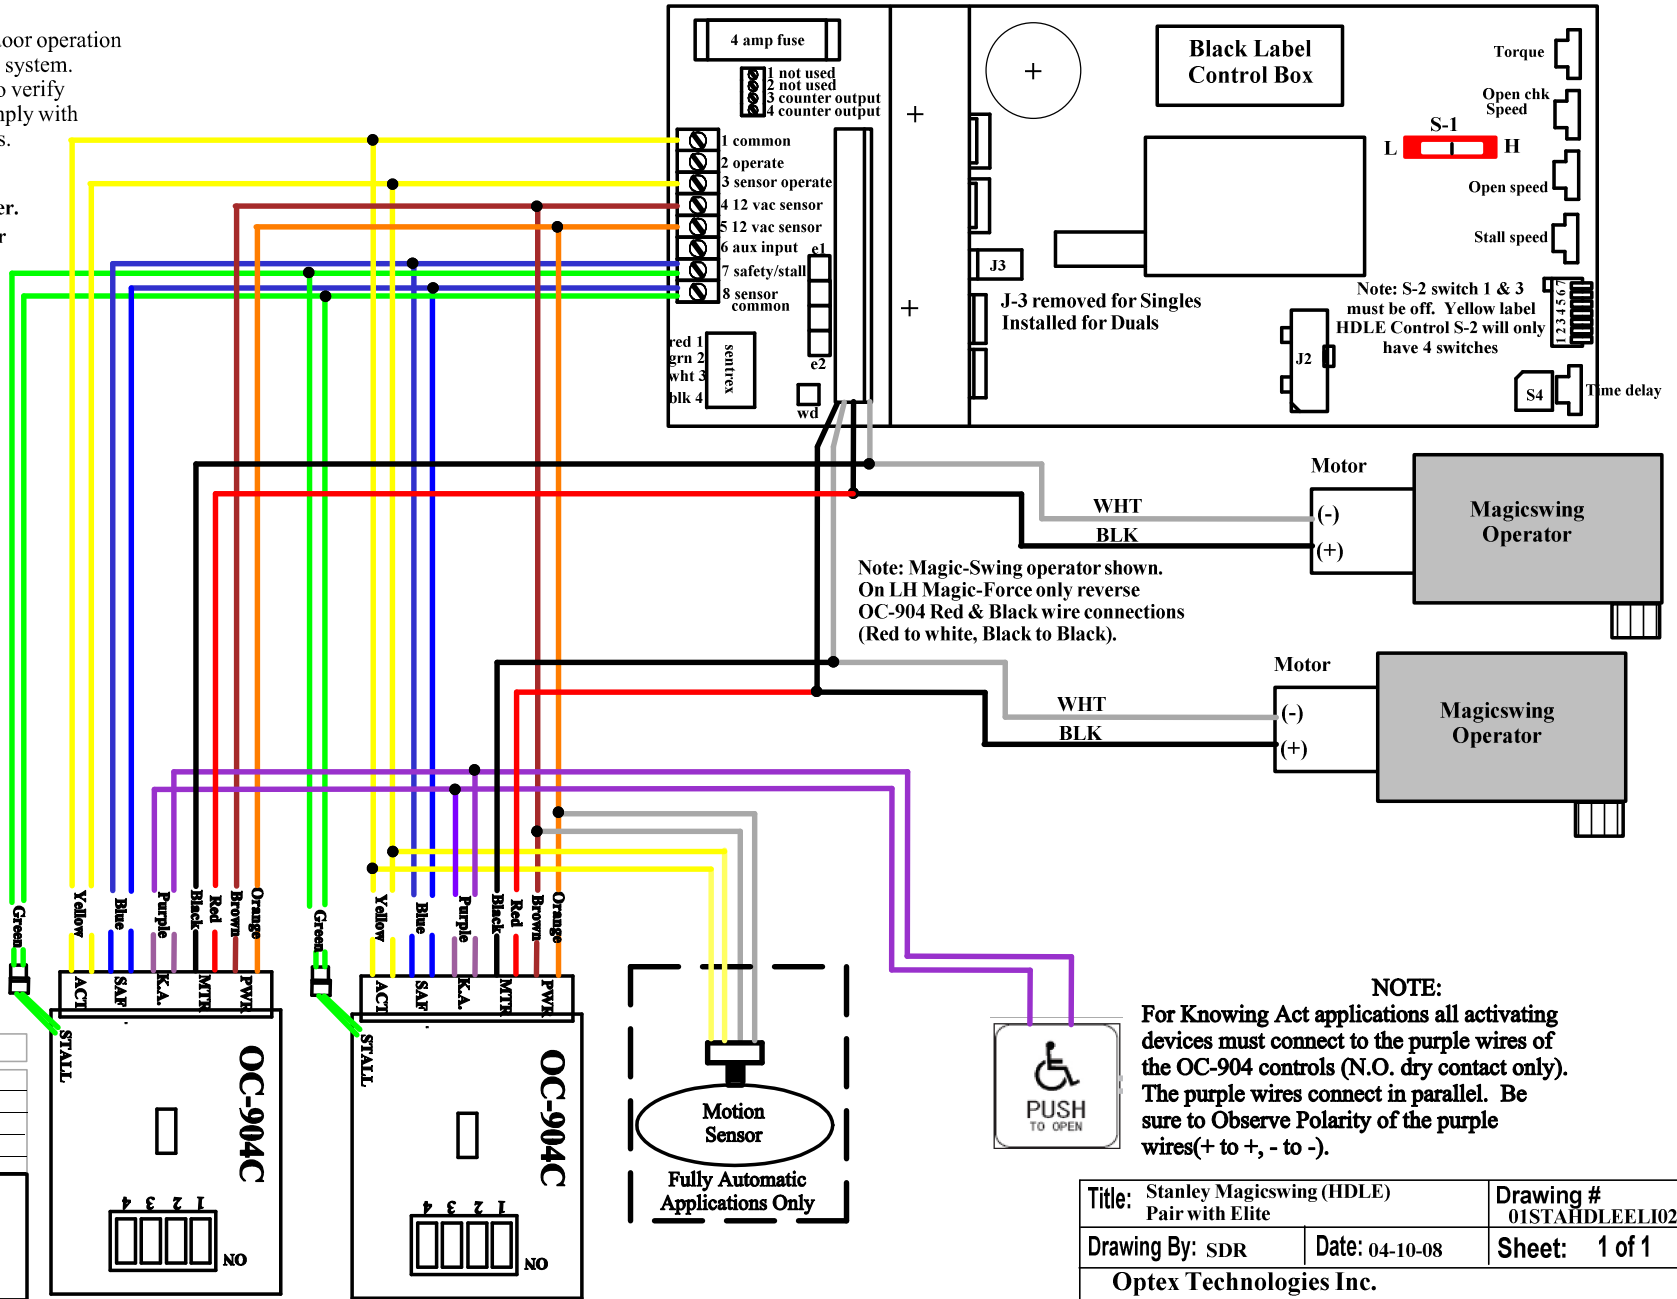 oor operation
system.
o verify
mply with
s.
er.
r
4 amp fuse
1 not used
2 not used
3 counter output
4 counter output
1 common
2 operate
3 sensor operate
4 12 vac sensor
5 12 vac sensor
6 aux input
7 safety/stall
8 sensor
common
e1
e2
red 1
grn 2
wht 3
blk 4
sentrex
wd
Black Label
Control Box
J3
J-3 removed for Singles
Installed for Duals
Torque
Open chk
Speed
S-1
L
H
Open speed
Stall speed
Note: S-2 switch 1 & 3
must be off. Yellow label
HDLE Control S-2 will only
have 4 switches
1 2 3 4 5 6 7
J2
S4
Time delay
Motor
WHT
BLK
(-)
(+)
Magicswing
Operator
Note: Magic-Swing operator shown.
On LH Magic-Force only reverse
OC-904 Red & Black wire connections
(Red to white, Black to Black).
Motor
WHT
BLK
(-)
(+)
Magicswing
Operator
Green
Yellow
Blue
Purple
Black
Red
Brown
Orange
ACT
SAF
K.A.
MTR
PWR
STALL
OC-904C
4 3 2 1
ON
Green
Yellow
Blue
Purple
Black
Red
Brown
Orange
ACT
SAF
K.A.
MTR
PWR
STALL
OC-904C
4 3 2 1
ON
Motion
Sensor
Fully Automatic
Applications Only
PUSH
TO OPEN
NOTE:
For Knowing Act applications all activating
devices must connect to the purple wires of
the OC-904 controls (N.O. dry contact only).
The purple wires connect in parallel. Be
sure to Observe Polarity of the purple
wires(+ to +, - to -).
Title: Stanley Magicswing (HDLE)
Pair with Elite
Drawing #
01STAHDLEELI02
Drawing By: SDR
Date: 04-10-08
Sheet: 1 of 1
Optex Technologies Inc.